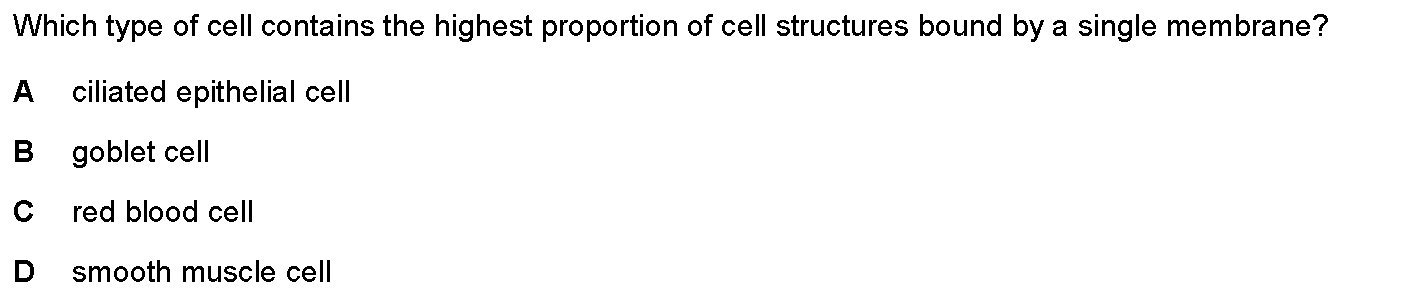 Which type of cell contains the highest proportion of cell structures bound by a single membrane?
A ciliated epithelial cell
B goblet cell
C red blood cell
D smooth muscle cell